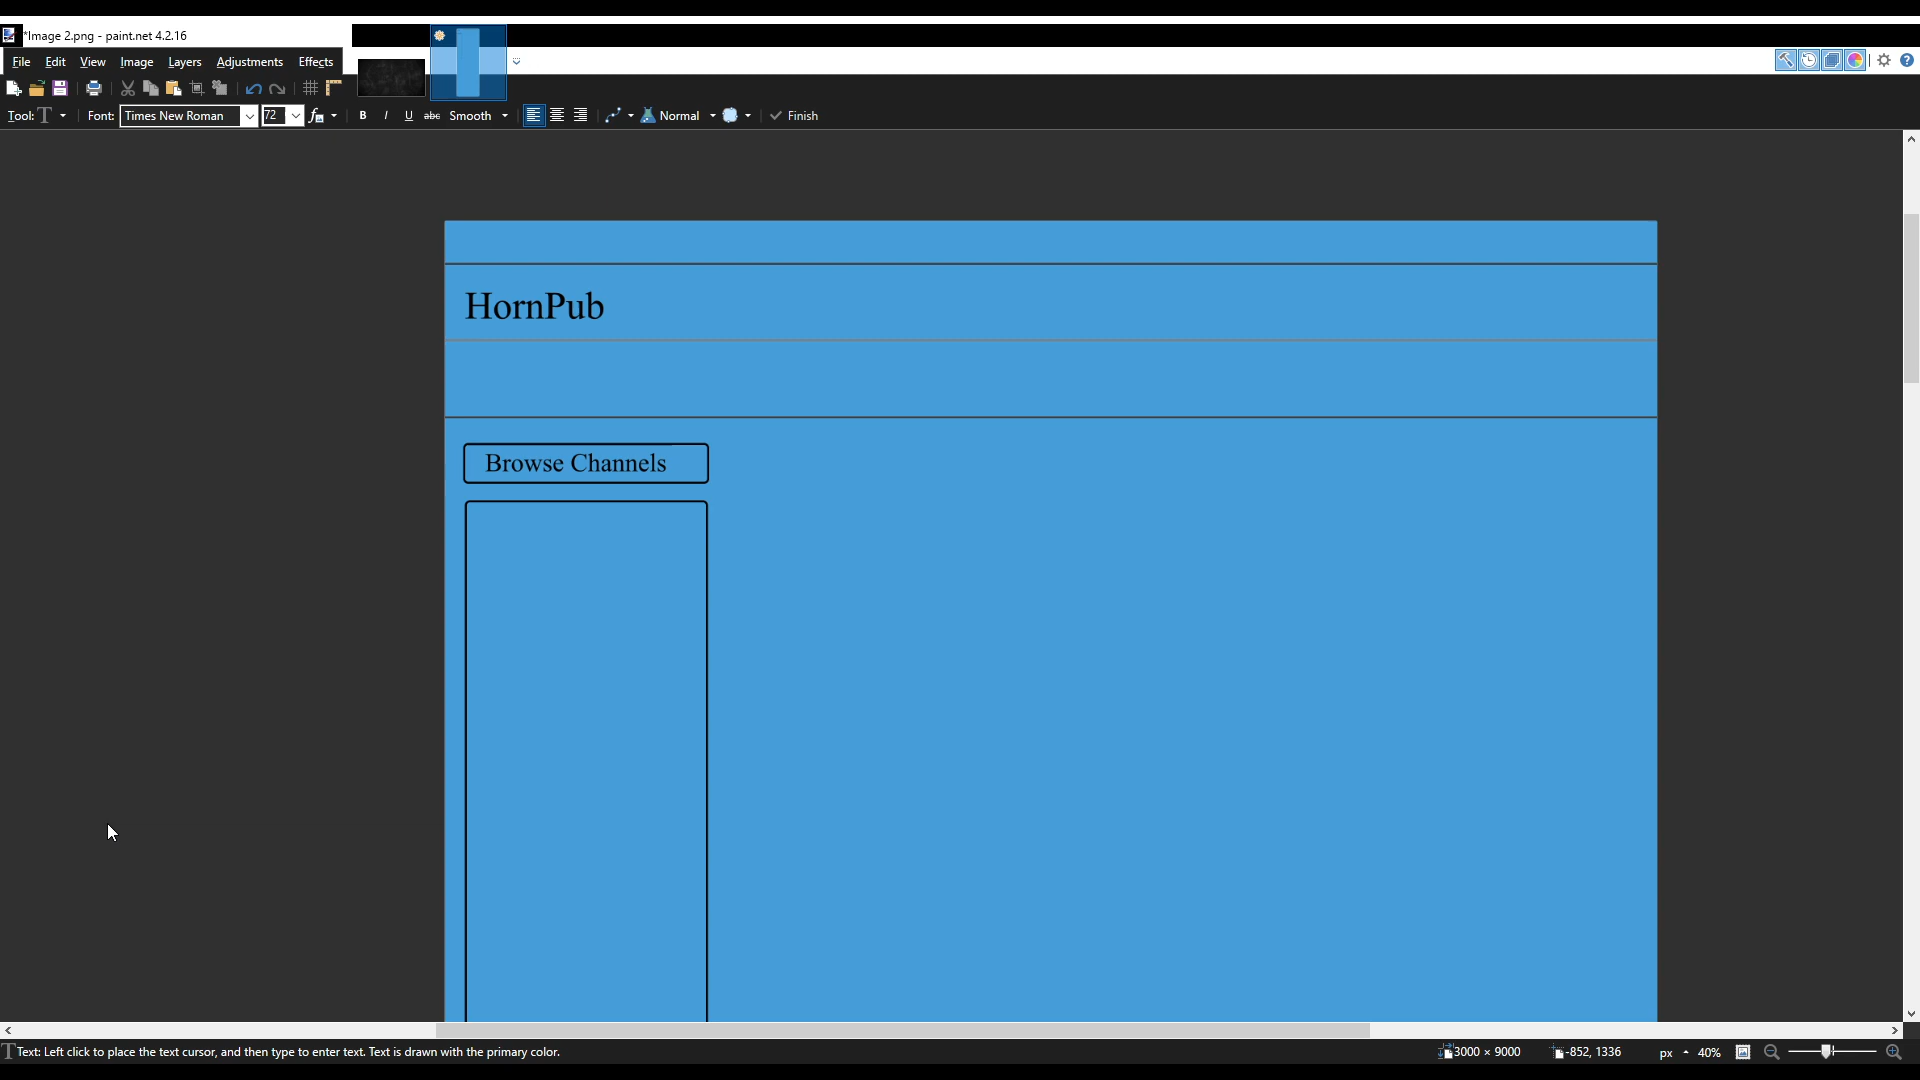 *Image 2.png - paint.net 4.2.16
File Edit View Image Layers Adjustments Effects
Tool: Font: Times New Roman 72 B I U abc Smooth Normal Finish
HornPub
Browse Channels
Text: Left click to place the text cursor, and then type to enter text. Text is drawn with the primary color. 3000 × 9000 -852, 1336 px 40%